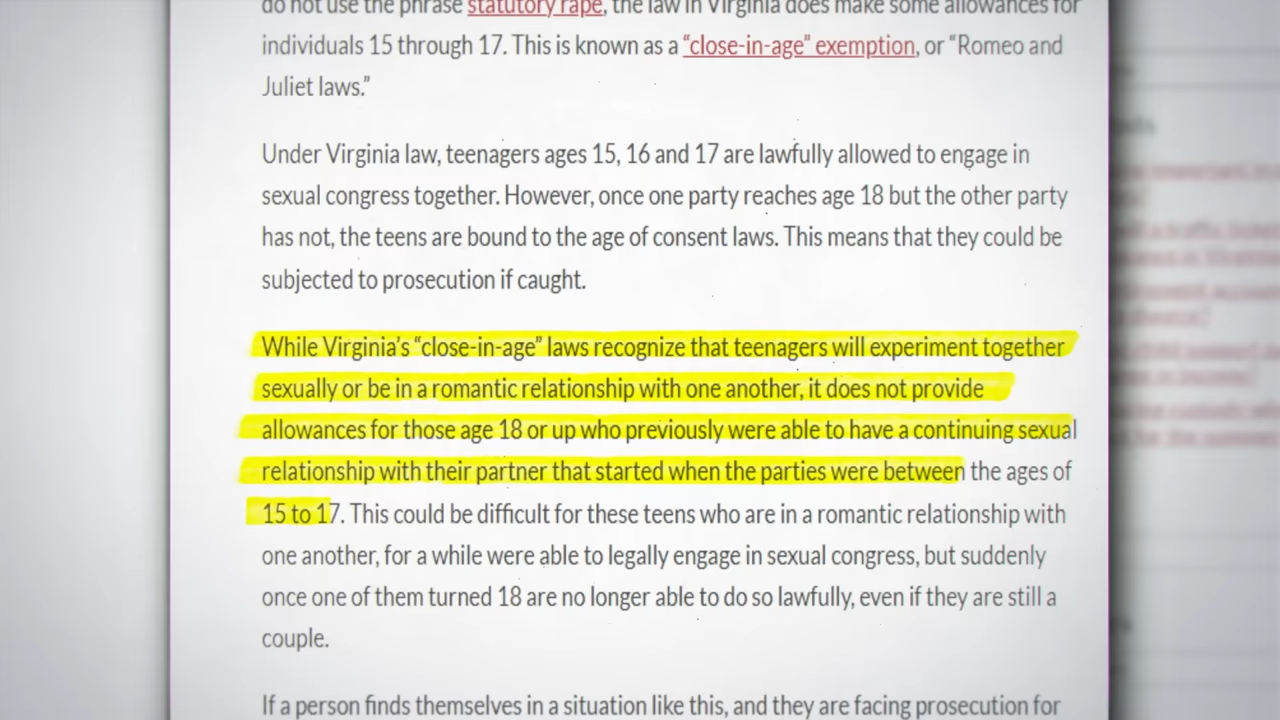 do not use the phrase statutory rape, the law in Virginia does make some allowances for
individuals 15 through 17. This is known as a “close-in-age” exemption, or “Romeo and
Juliet laws.”
Under Virginia law, teenagers ages 15, 16 and 17 are lawfully allowed to engage in
sexual congress together. However, once one party reaches age 18 but the other party
has not, the teens are bound to the age of consent laws. This means that they could be
subjected to prosecution if caught.
While Virginia’s “close-in-age” laws recognize that teenagers will experiment together
sexually or be in a romantic relationship with one another, it does not provide
allowances for those age 18 or up who previously were able to have a continuing sexual
relationship with their partner that started when the parties were between the ages of
15 to 17. This could be difficult for these teens who are in a romantic relationship with
one another, for a while were able to legally engage in sexual congress, but suddenly
once one of them turned 18 are no longer able to do so lawfully, even if they are still a
couple.
If a person finds themselves in a situation like this, and they are facing prosecution for